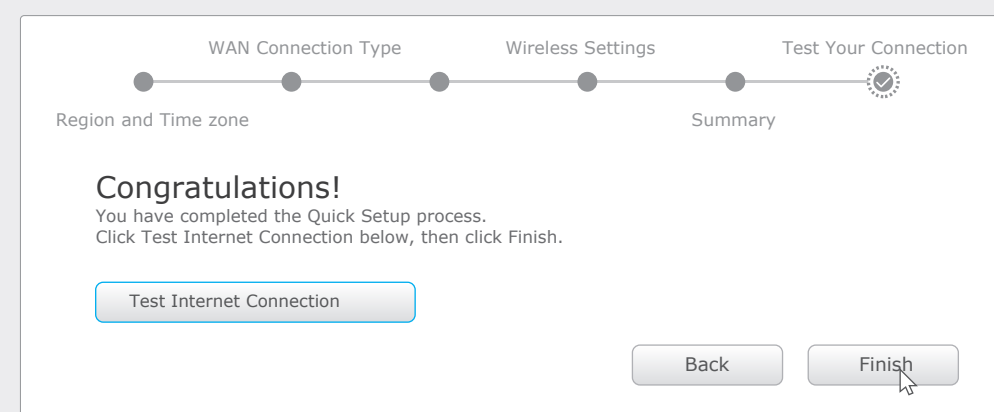 WAN Connection Type Wireless Settings Test Your Connection
Region and Time zone Summary
Congratulations!
You have completed the Quick Setup process.
Click Test Internet Connection below, then click Finish.
Test Internet Connection
Back Finish